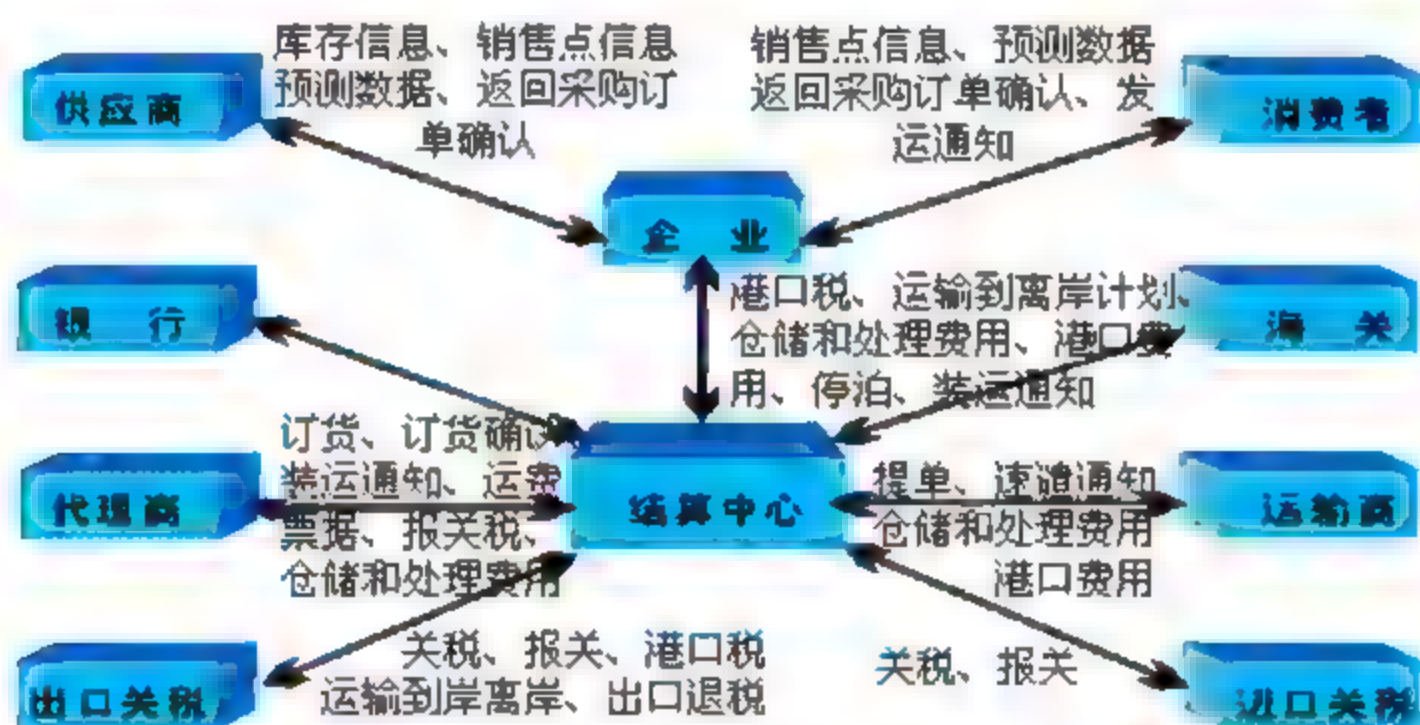 库存信息、销售点信息
预测数据、返回采购订
单确认
销售点信息、预测数据
返回采购订单确认、发
运通知
供应商
消费者
企 业
银 行
港口税、运输到离岸计划、
仓储和处理费用、港口费
用、停泊、装运通知
海 关
订货、订货确认
装运通知、运费
票据、报关税、
仓储和处理费用
代理商
结算中心
提单、速遣通知
仓储和处理费用
港口费用
运输商
关税、报关、港口税
运输到岸离岸、出口退税
关税、报关
出口关税
进口关税